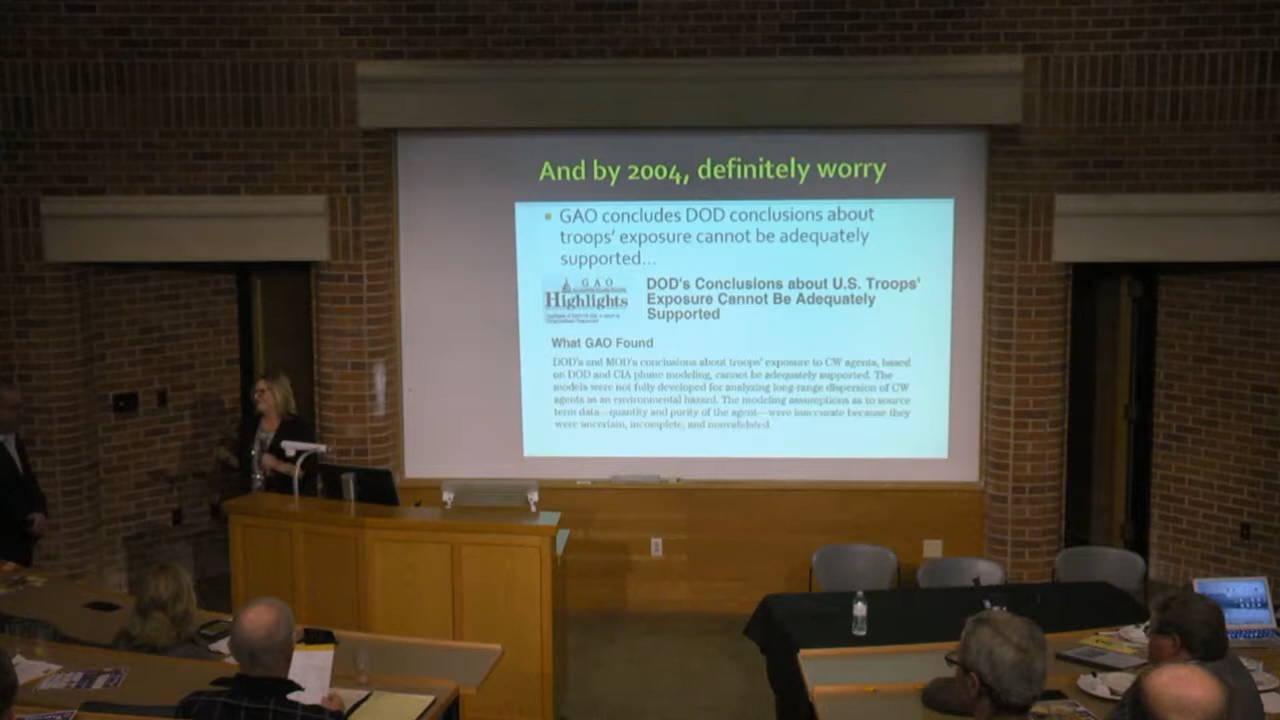 And by 2004, definitely worry
GAO concludes DOD conclusions about
troops' exposure cannot be adequately
supported...
GAO
Highlights
DOD's Conclusions about U.S. Troops'
Exposure Cannot Be Adequately
Supported
What GAO Found
DOD's and MOD's conclusions about troops' exposure to CW agents, based
on DOD and CIA plume modeling, cannot be adequately supported. The
models were not fully developed for analyzing long-range dispersion of CW
agents as an environmental hazard. The modeling assumptions as to source
term data—quantity and purity of the agent—were inaccurate because they
were uncertain, incomplete, and nonvalidated.